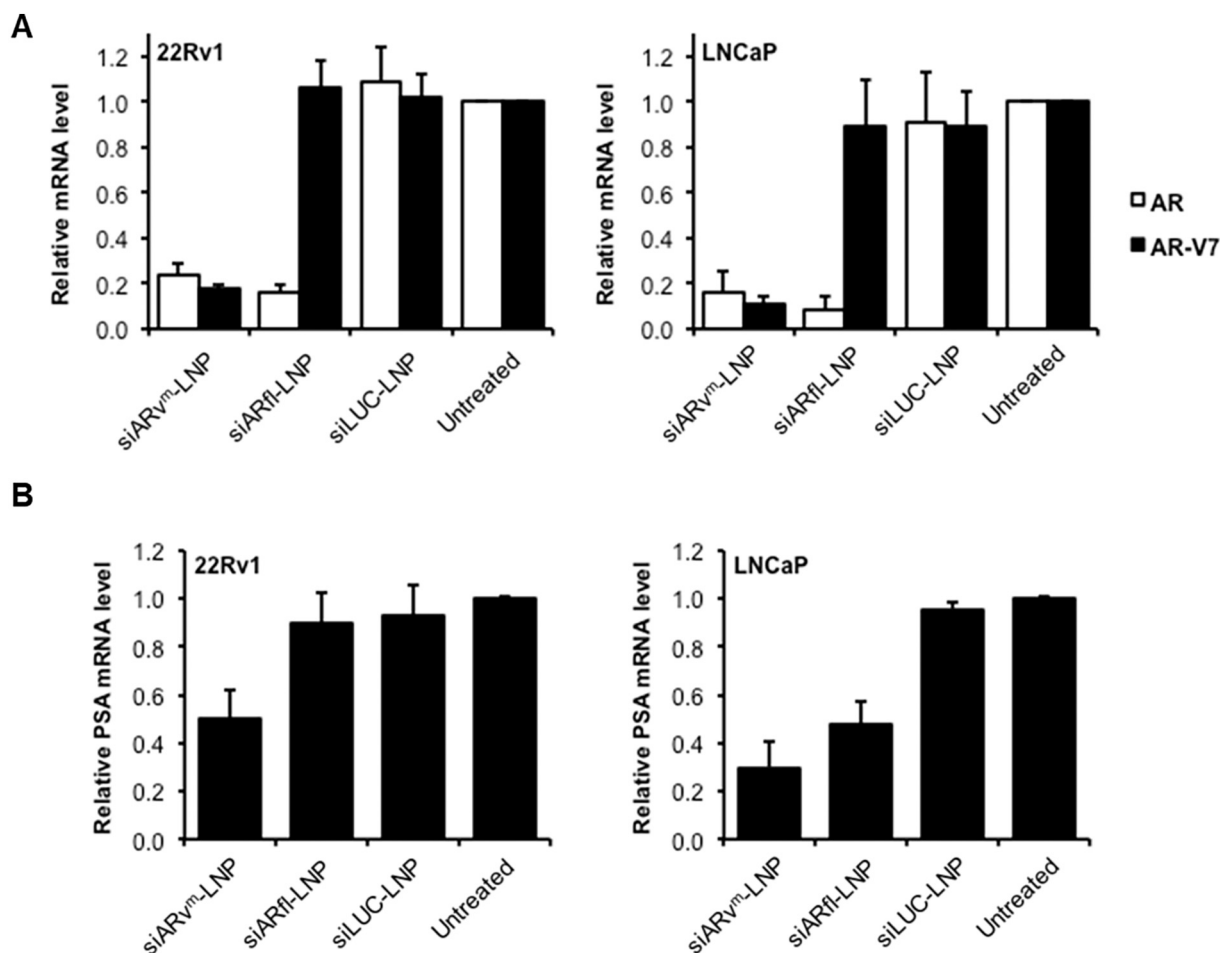 A
22Rv1
Relative mRNA level
1.2
1.0
0.8
0.6
0.4
0.2
0.0
siARvᵐ-LNP
siARfl-LNP
siLUC-LNP
Untreated
LNCaP
Relative mRNA level
1.2
1.0
0.8
0.6
0.4
0.2
0.0
siARvᵐ-LNP
siARfl-LNP
siLUC-LNP
Untreated
AR
AR-V7
B
22Rv1
Relative PSA mRNA level
1.2
1.0
0.8
0.6
0.4
0.2
0.0
siARvᵐ-LNP
siARfl-LNP
siLUC-LNP
Untreated
LNCaP
Relative PSA mRNA level
1.2
1.0
0.8
0.6
0.4
0.2
0.0
siARvᵐ-LNP
siARfl-LNP
siLUC-LNP
Untreated